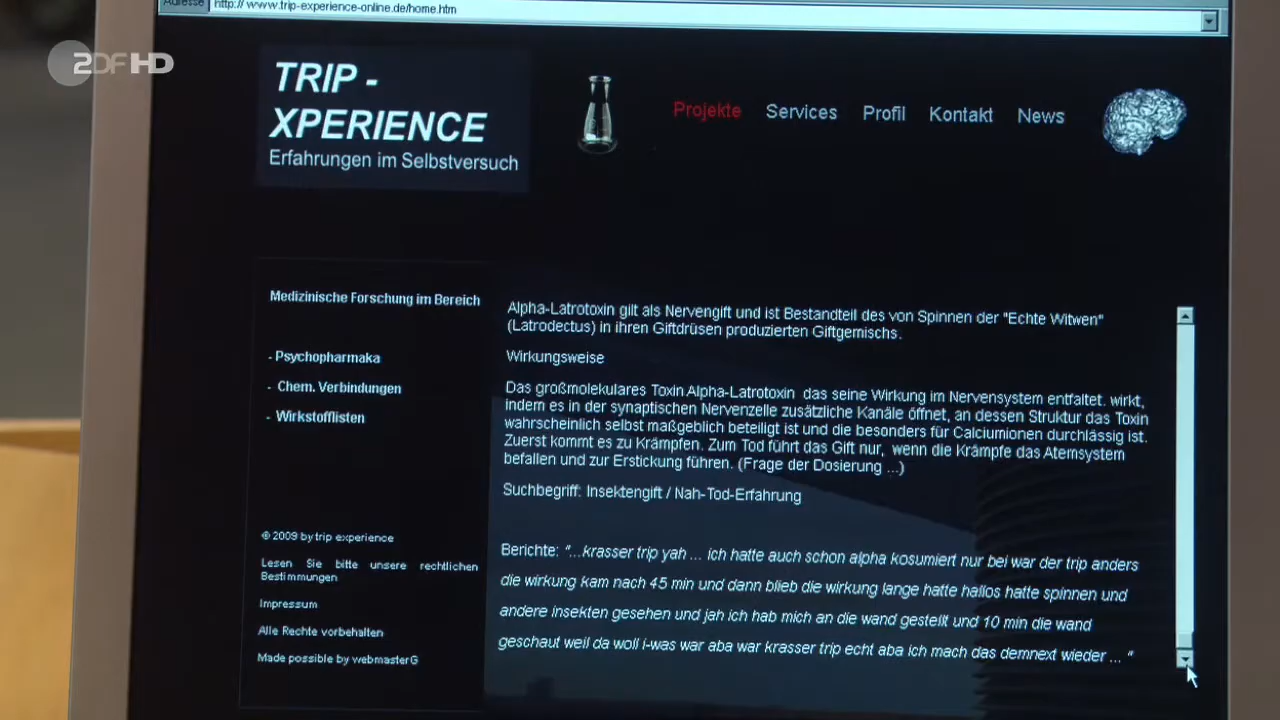 Adresse http://www.trip-experience-online.de/home.htm
ZDF HD
TRIP -
XPERIENCE
Erfahrungen im Selbstversuch
Projekte Services Profil Kontakt News
Medizinische Forschung im Bereich
- Psychopharmaka
- Chem. Verbindungen
- Wirkstofflisten
© 2009 by trip experience
Lesen Sie bitte unsere rechtlichen
Bestimmungen
Impressum
Alle Rechte vorbehalten
Made possible by webmasterG
Alpha-Latrotoxin gilt als Nervengift und ist Bestandteil des von Spinnen der "Echte Witwen"
(Latrodectus) in ihren Giftdrüsen produzierten Giftgemischs.
Wirkungsweise
Das großmolekulares Toxin Alpha-Latrotoxin das seine Wirkung im Nervensystem entfaltet. wirkt,
indem es in der synaptischen Nervenzelle zusätzliche Kanäle öffnet, an dessen Struktur das Toxin
wahrscheinlich selbst maßgeblich beteiligt ist und die besonders für Calciumionen durchlässig ist.
Zuerst kommt es zu Krämpfen. Zum Tod führt das Gift nur, wenn die Krämpfe das Atemsystem
befallen und zur Erstickung führen. (Frage der Dosierung ...)
Suchbegriff: Insektengift / Nah-Tod-Erfahrung
Berichte: "...krasser trip yah ... ich hatte auch schon alpha kosumiert nur bei war der trip anders
die wirkung kam nach 45 min und dann blieb die wirkung lange hatte hallos hatte spinnen und
andere insekten gesehen und jah ich hab mich an die wand gestellt und 10 min die wand
geschaut weil da woll i-was war aba war krasser trip echt aba ich mach das demnext wieder ... "